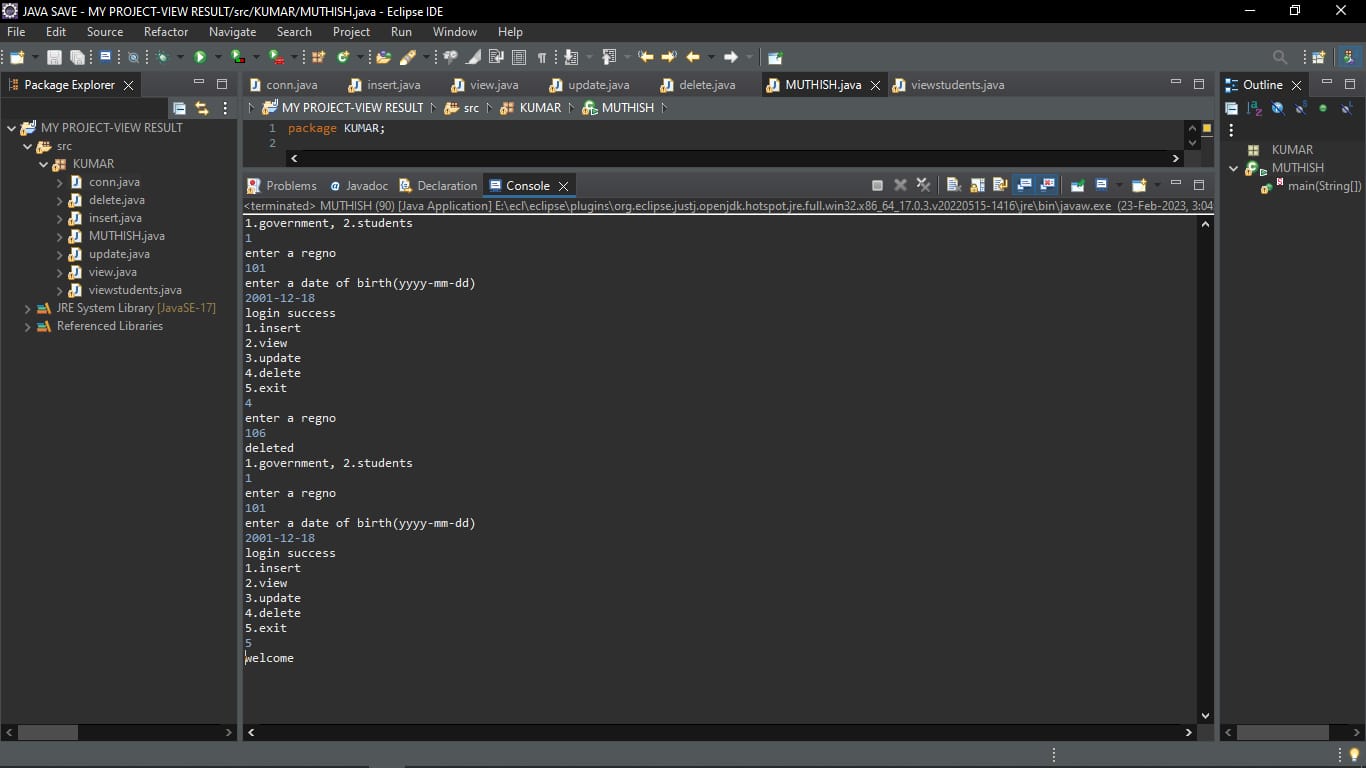 JAVA SAVE - MY PROJECT-VIEW RESULT/src/KUMAR/MUTHISH.java - Eclipse IDE
File Edit Source Refactor Navigate Search Project Run Window Help
Package Explorer
conn.java insert.java view.java update.java delete.java MUTHISH.java viewstudents.java
Outline
MY PROJECT-VIEW RESULT src KUMAR MUTHISH
MY PROJECT-VIEW RESULT
src
KUMAR
conn.java
delete.java
insert.java
MUTHISH.java
update.java
view.java
viewstudents.java
JRE System Library [JavaSE-17]
Referenced Libraries
1 package KUMAR;
2
KUMAR
MUTHISH
main(String[])
Problems Javadoc Declaration Console
<terminated> MUTHISH (90) [Java Application] E:\ecl\eclipse\plugins\org.eclipse.justj.openjdk.hotspot.jre.full.win32.x86_64_17.0.3.v20220515-1416\jre\bin\javaw.exe (23-Feb-2023, 3:04
1.government, 2.students
1
enter a regno
101
enter a date of birth(yyyy-mm-dd)
2001-12-18
login success
1.insert
2.view
3.update
4.delete
5.exit
4
enter a regno
106
deleted
1.government, 2.students
1
enter a regno
101
enter a date of birth(yyyy-mm-dd)
2001-12-18
login success
1.insert
2.view
3.update
4.delete
5.exit
5
welcome